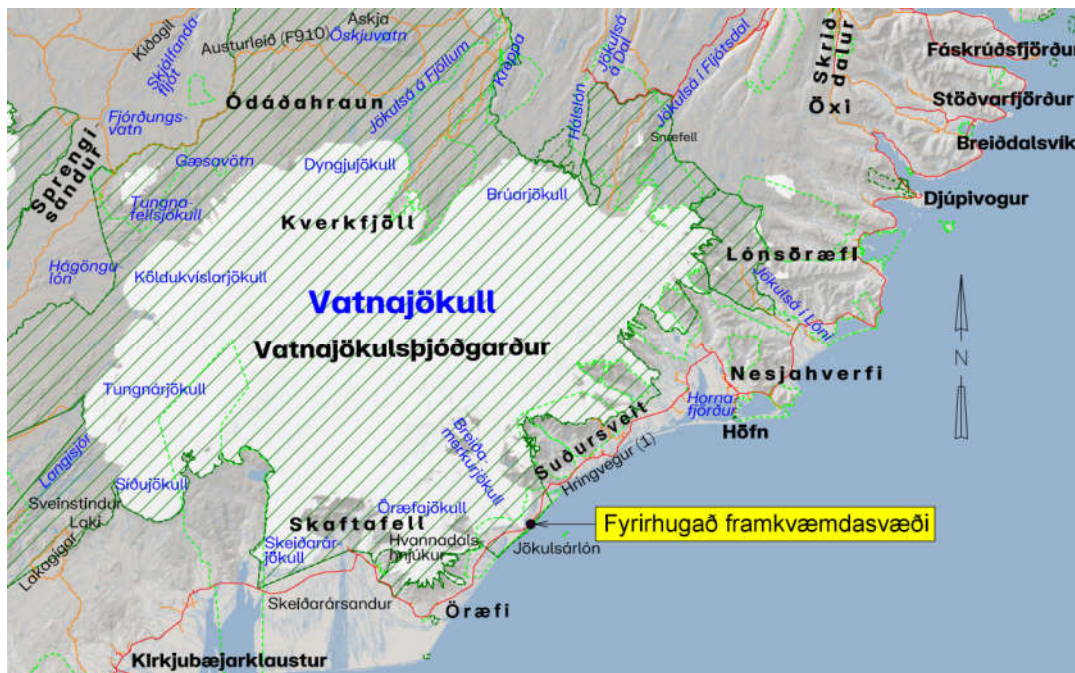 Kiðagil
Skjálfanda
fljót
Austurleið (F910)
Askja
Öskjuvatn
Jökulsá á Fjöllum
Kreppa
Jökulsá
á Dal
Jökulsá í Fljótsdal
Skrið
dalur
Fáskrúðsfjörður
Stöðvarfjörður
Öxi
Breiðdalsvík
Djúpivogur
Ódáðahraun
Fjórðungs-
vatn
Sprengi-
sandur
Gæsavötn
Dyngjujökull
Hálslón
Snæfell
Brúarjökull
Tungna-
fellsjökull
Kverkfjöll
Hágöngu-
lón
Köldukvíslarjökull
Lónsöræfi
Jökulsá í Lóni
Vatnajökull
Vatnajökulsþjóðgarður
N
Tungnárjökull
Nesjahverfi
Horna-
fjörður
Höfn
Langisjór
Breiða-
merkurjökull
Suðursveit
Hringvegur (1)
Síðujökull
Sveinstindur
Laki
Lakagígar
Öræfajökull
Skaftafell
Skeiðarár-
jökull
Hvannadals
hnjúkur
Fyrirhugað framkvæmdasvæði
Jökulsárlón
Skeiðarársandur
Öræfi
Kirkjubæjarklaustur